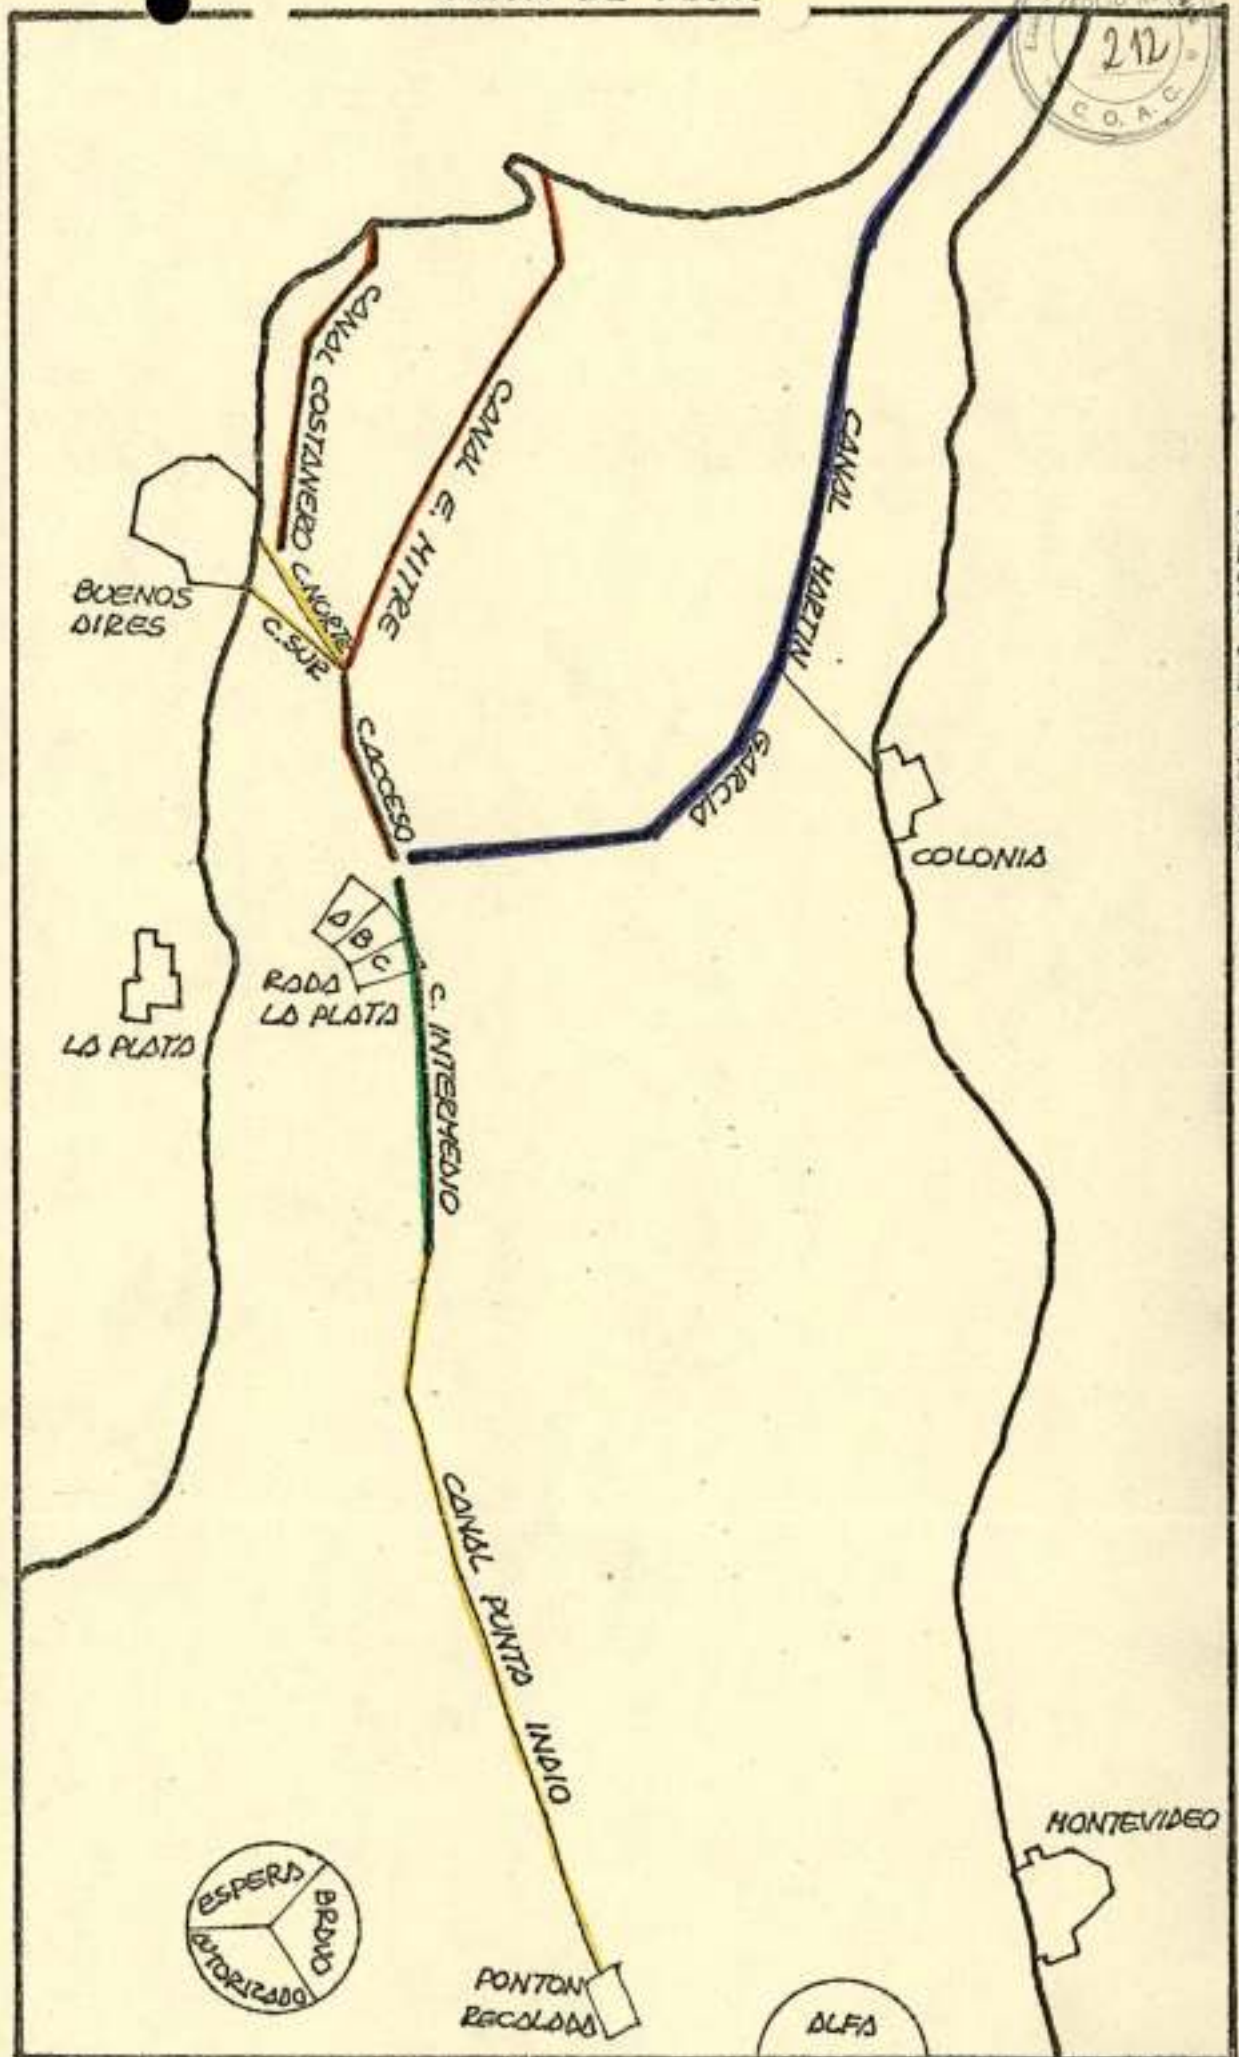 212
C. O. A. C.
CANAL COSTANERO
CANAL E. MITRE
CANAL MARTIN GARCIA
BUENOS
AIRES
C. NORTE
C. SUR
C. ACCESO
COLONIA
A
B
C
RADA
LA PLATA
LA PLATA
C. INTERMEDIO
CANAL PUNTA INDIO
MONTEVIDEO
ESPERA
BRAVO
AUTORIZADO
PONTON
RECALADA
ALFA